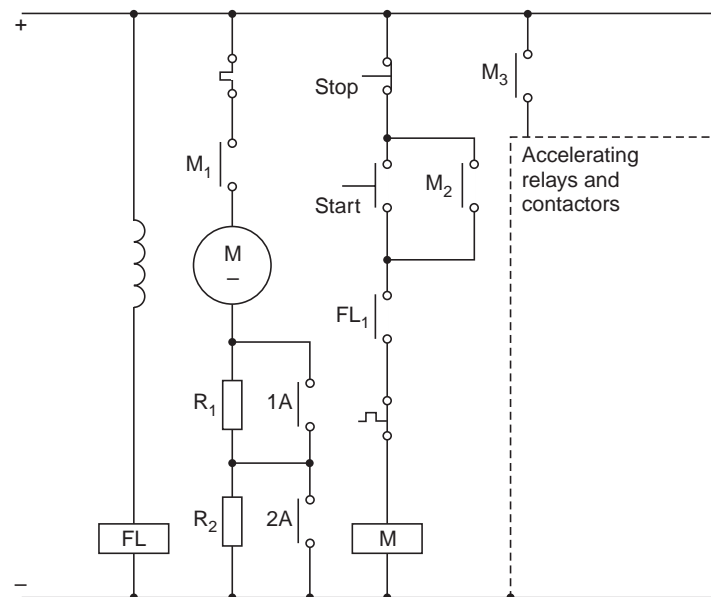 +
Stop
M₃
M₁
Accelerating
relays and
contactors
M₂
Start
M
–
FL₁
R₁
1A
R₂
2A
FL
M
–